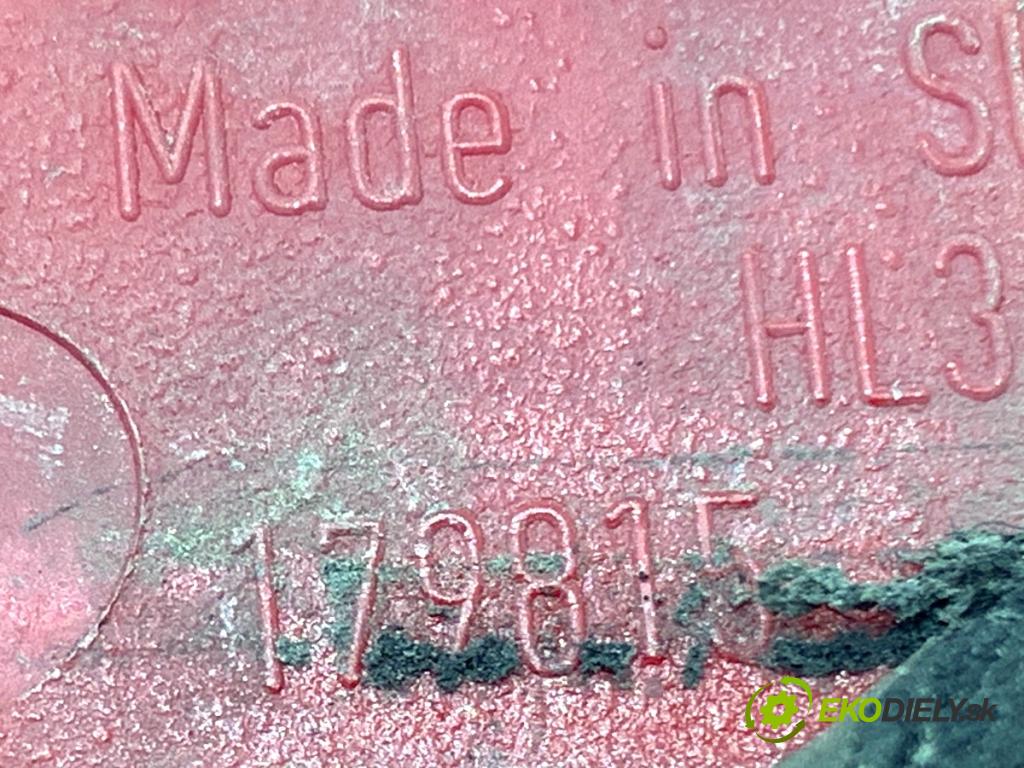 Made in
HL3
179815
EKODIELY.sk